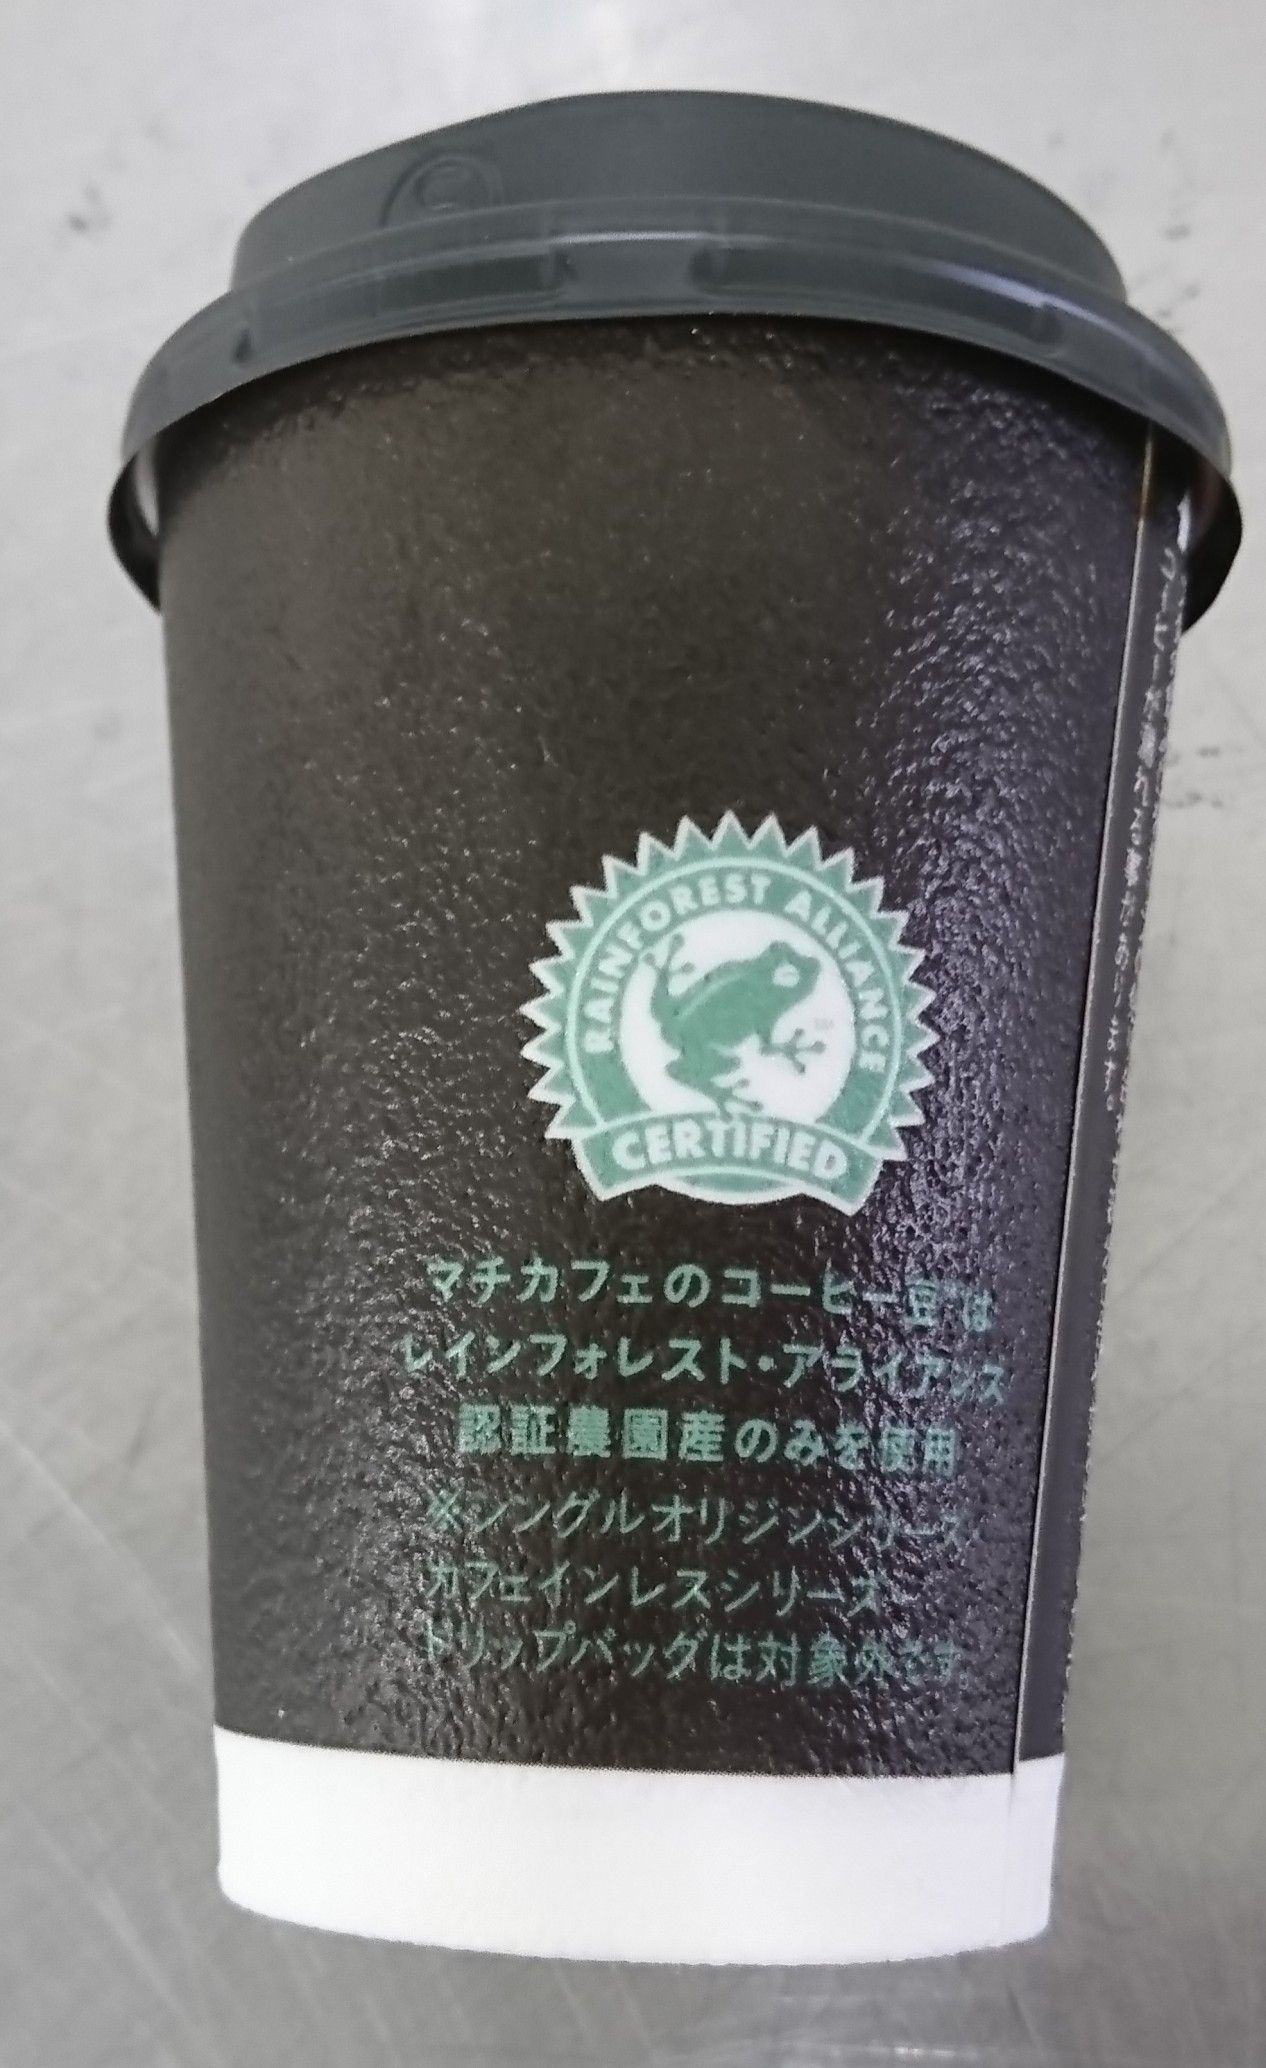 RAINFOREST ALLIANCE
CERTIFIED
マチカフェのコーヒー豆は
レインフォレスト・アライアンス
認証農園産のみを使用
※シングルオリジンシリーズ
カフェインレスシリーズ
ドリップバッグは対象外です